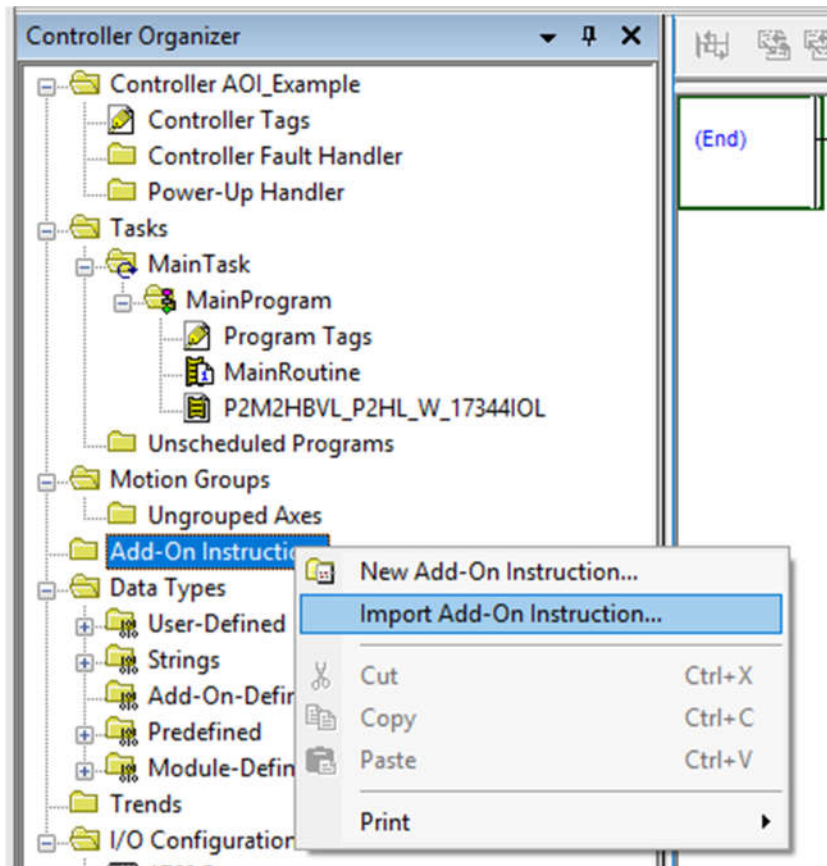 Controller Organizer
(End)
Controller AOI_Example
Controller Tags
Controller Fault Handler
Power-Up Handler
Tasks
MainTask
MainProgram
Program Tags
MainRoutine
P2M2HBVL_P2HL_W_17344IOL
Unscheduled Programs
Motion Groups
Ungrouped Axes
Add-On Instructio
Data Types
User-Defined
Strings
Add-On-Defin
Predefined
Module-Defin
Trends
I/O Configuration
New Add-On Instruction...
Import Add-On Instruction...
Cut Ctrl+X
Copy Ctrl+C
Paste Ctrl+V
Print